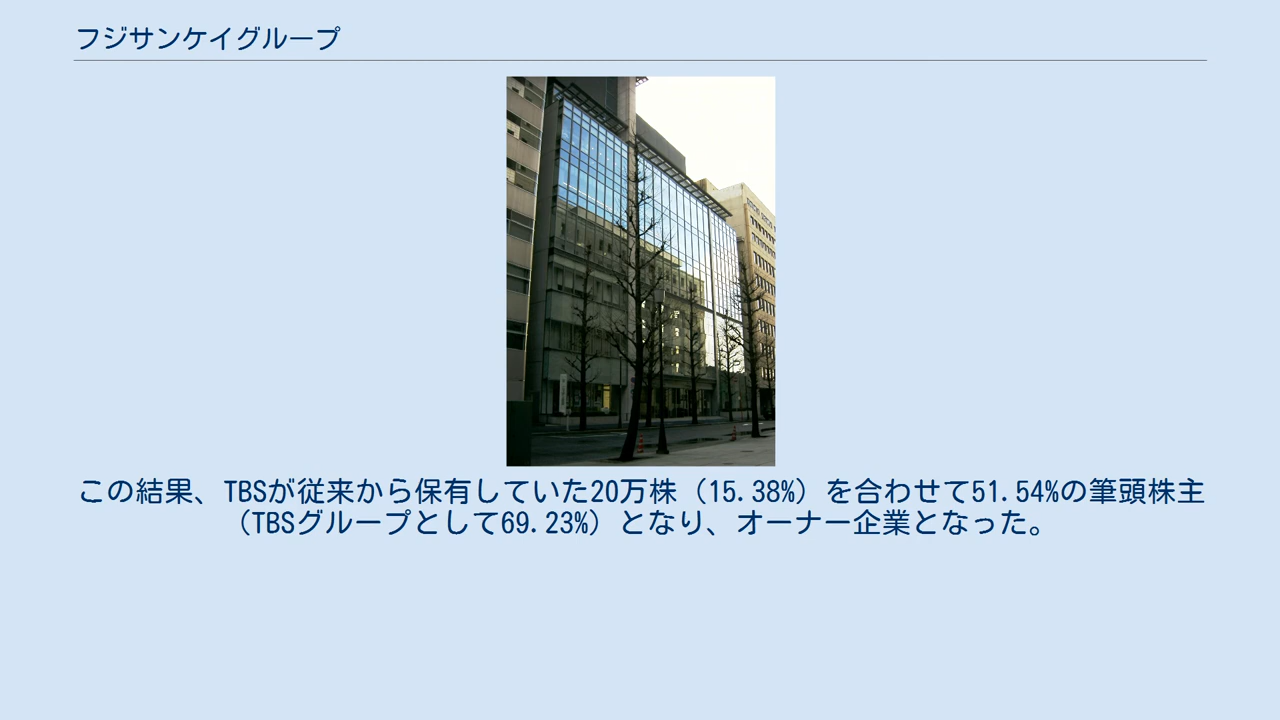 フジサンケイグループ
この結果、TBSが従来から保有していた20万株（15.38%）を合わせて51.54%の筆頭株主
（TBSグループとして69.23%）となり、オーナー企業となった。